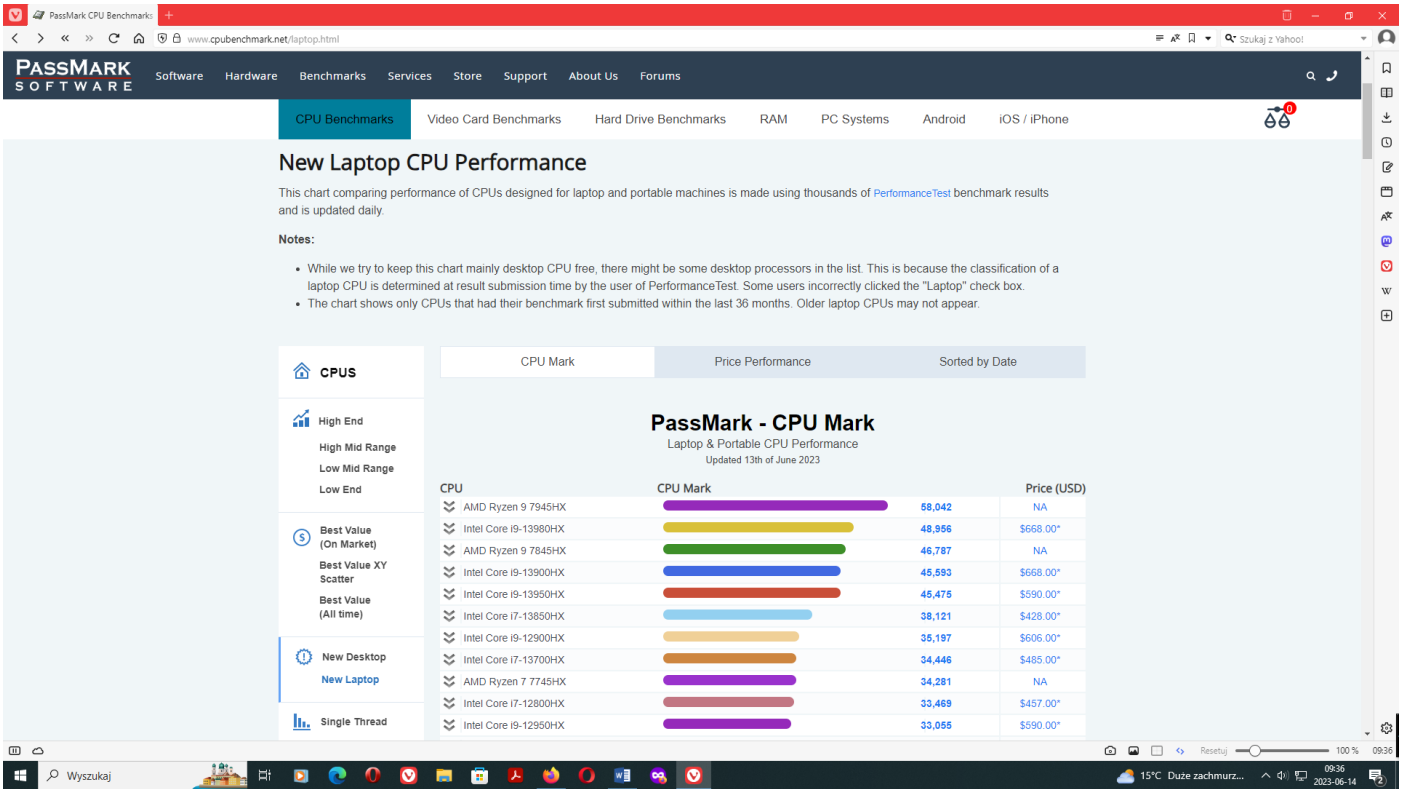 PassMark CPU Benchmarks
www.cpubenchmark.net/laptop.html
Szukaj z Yahoo!
PASSMARK
SOFTWARE
Software Hardware Benchmarks Services Store Support About Us Forums
CPU Benchmarks Video Card Benchmarks Hard Drive Benchmarks RAM PC Systems Android iOS / iPhone
0
New Laptop CPU Performance
This chart comparing performance of CPUs designed for laptop and portable machines is made using thousands of PerformanceTest benchmark results
and is updated daily.
Notes:
While we try to keep this chart mainly desktop CPU free, there might be some desktop processors in the list. This is because the classification of a
laptop CPU is determined at result submission time by the user of PerformanceTest. Some users incorrectly clicked the "Laptop" check box.
The chart shows only CPUs that had their benchmark first submitted within the last 36 months. Older laptop CPUs may not appear.
CPUS
High End
High Mid Range
Low Mid Range
Low End
Best Value
(On Market)
Best Value XY
Scatter
Best Value
(All time)
New Desktop
New Laptop
Single Thread
CPU Mark Price Performance Sorted by Date
PassMark - CPU Mark
Laptop & Portable CPU Performance
Updated 13th of June 2023
CPU CPU Mark Price (USD)
AMD Ryzen 9 7945HX 58,042 NA
Intel Core i9-13980HX 48,956 $668.00*
AMD Ryzen 9 7845HX 46,787 NA
Intel Core i9-13900HX 45,593 $668.00*
Intel Core i9-13950HX 45,475 $590.00*
Intel Core i7-13850HX 38,121 $428.00*
Intel Core i9-12900HX 35,197 $606.00*
Intel Core i7-13700HX 34,446 $485.00*
AMD Ryzen 7 7745HX 34,281 NA
Intel Core i7-12800HX 33,469 $457.00*
Intel Core i9-12950HX 33,055 $590.00*
Resetuj 100 % 09:36
Wyszukaj
15°C Duże zachmurz...
09:36
2023-06-14
2